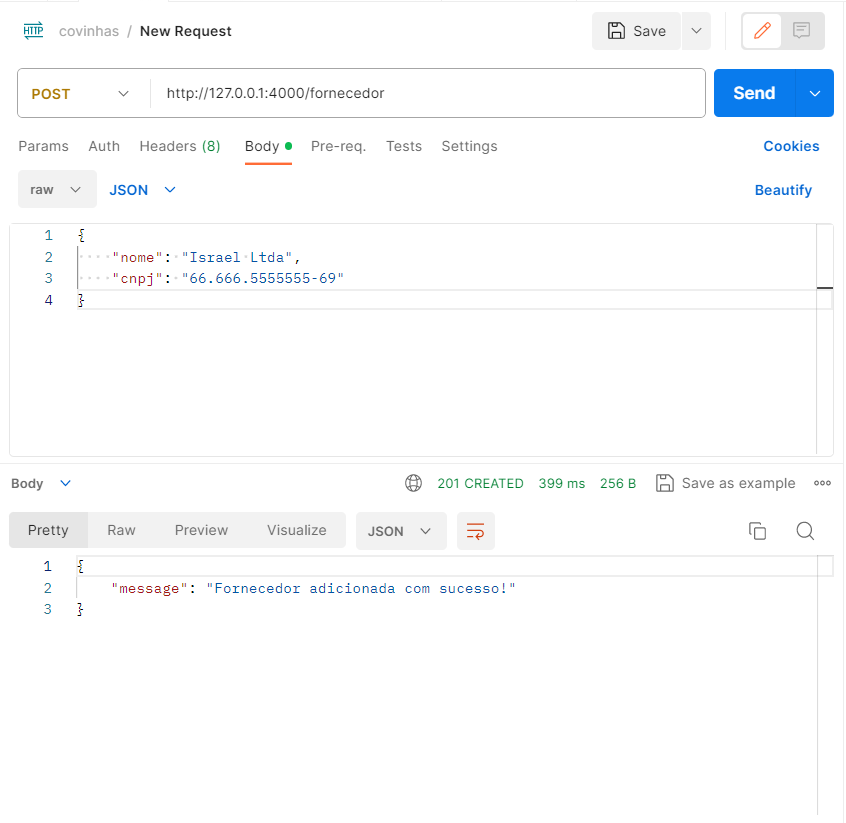 HTTP covinhas / New Request Save
POST http://127.0.0.1:4000/fornecedor Send
Params Auth Headers (8) Body Pre-req. Tests Settings Cookies
raw JSON Beautify
1 {
2 "nome": "Israel Ltda",
3 "cnpj": "66.666.5555555-69"
4 }
Body 201 CREATED 399 ms 256 B Save as example
Pretty Raw Preview Visualize JSON
1 {
2 "message": "Fornecedor adicionada com sucesso!"
3 }